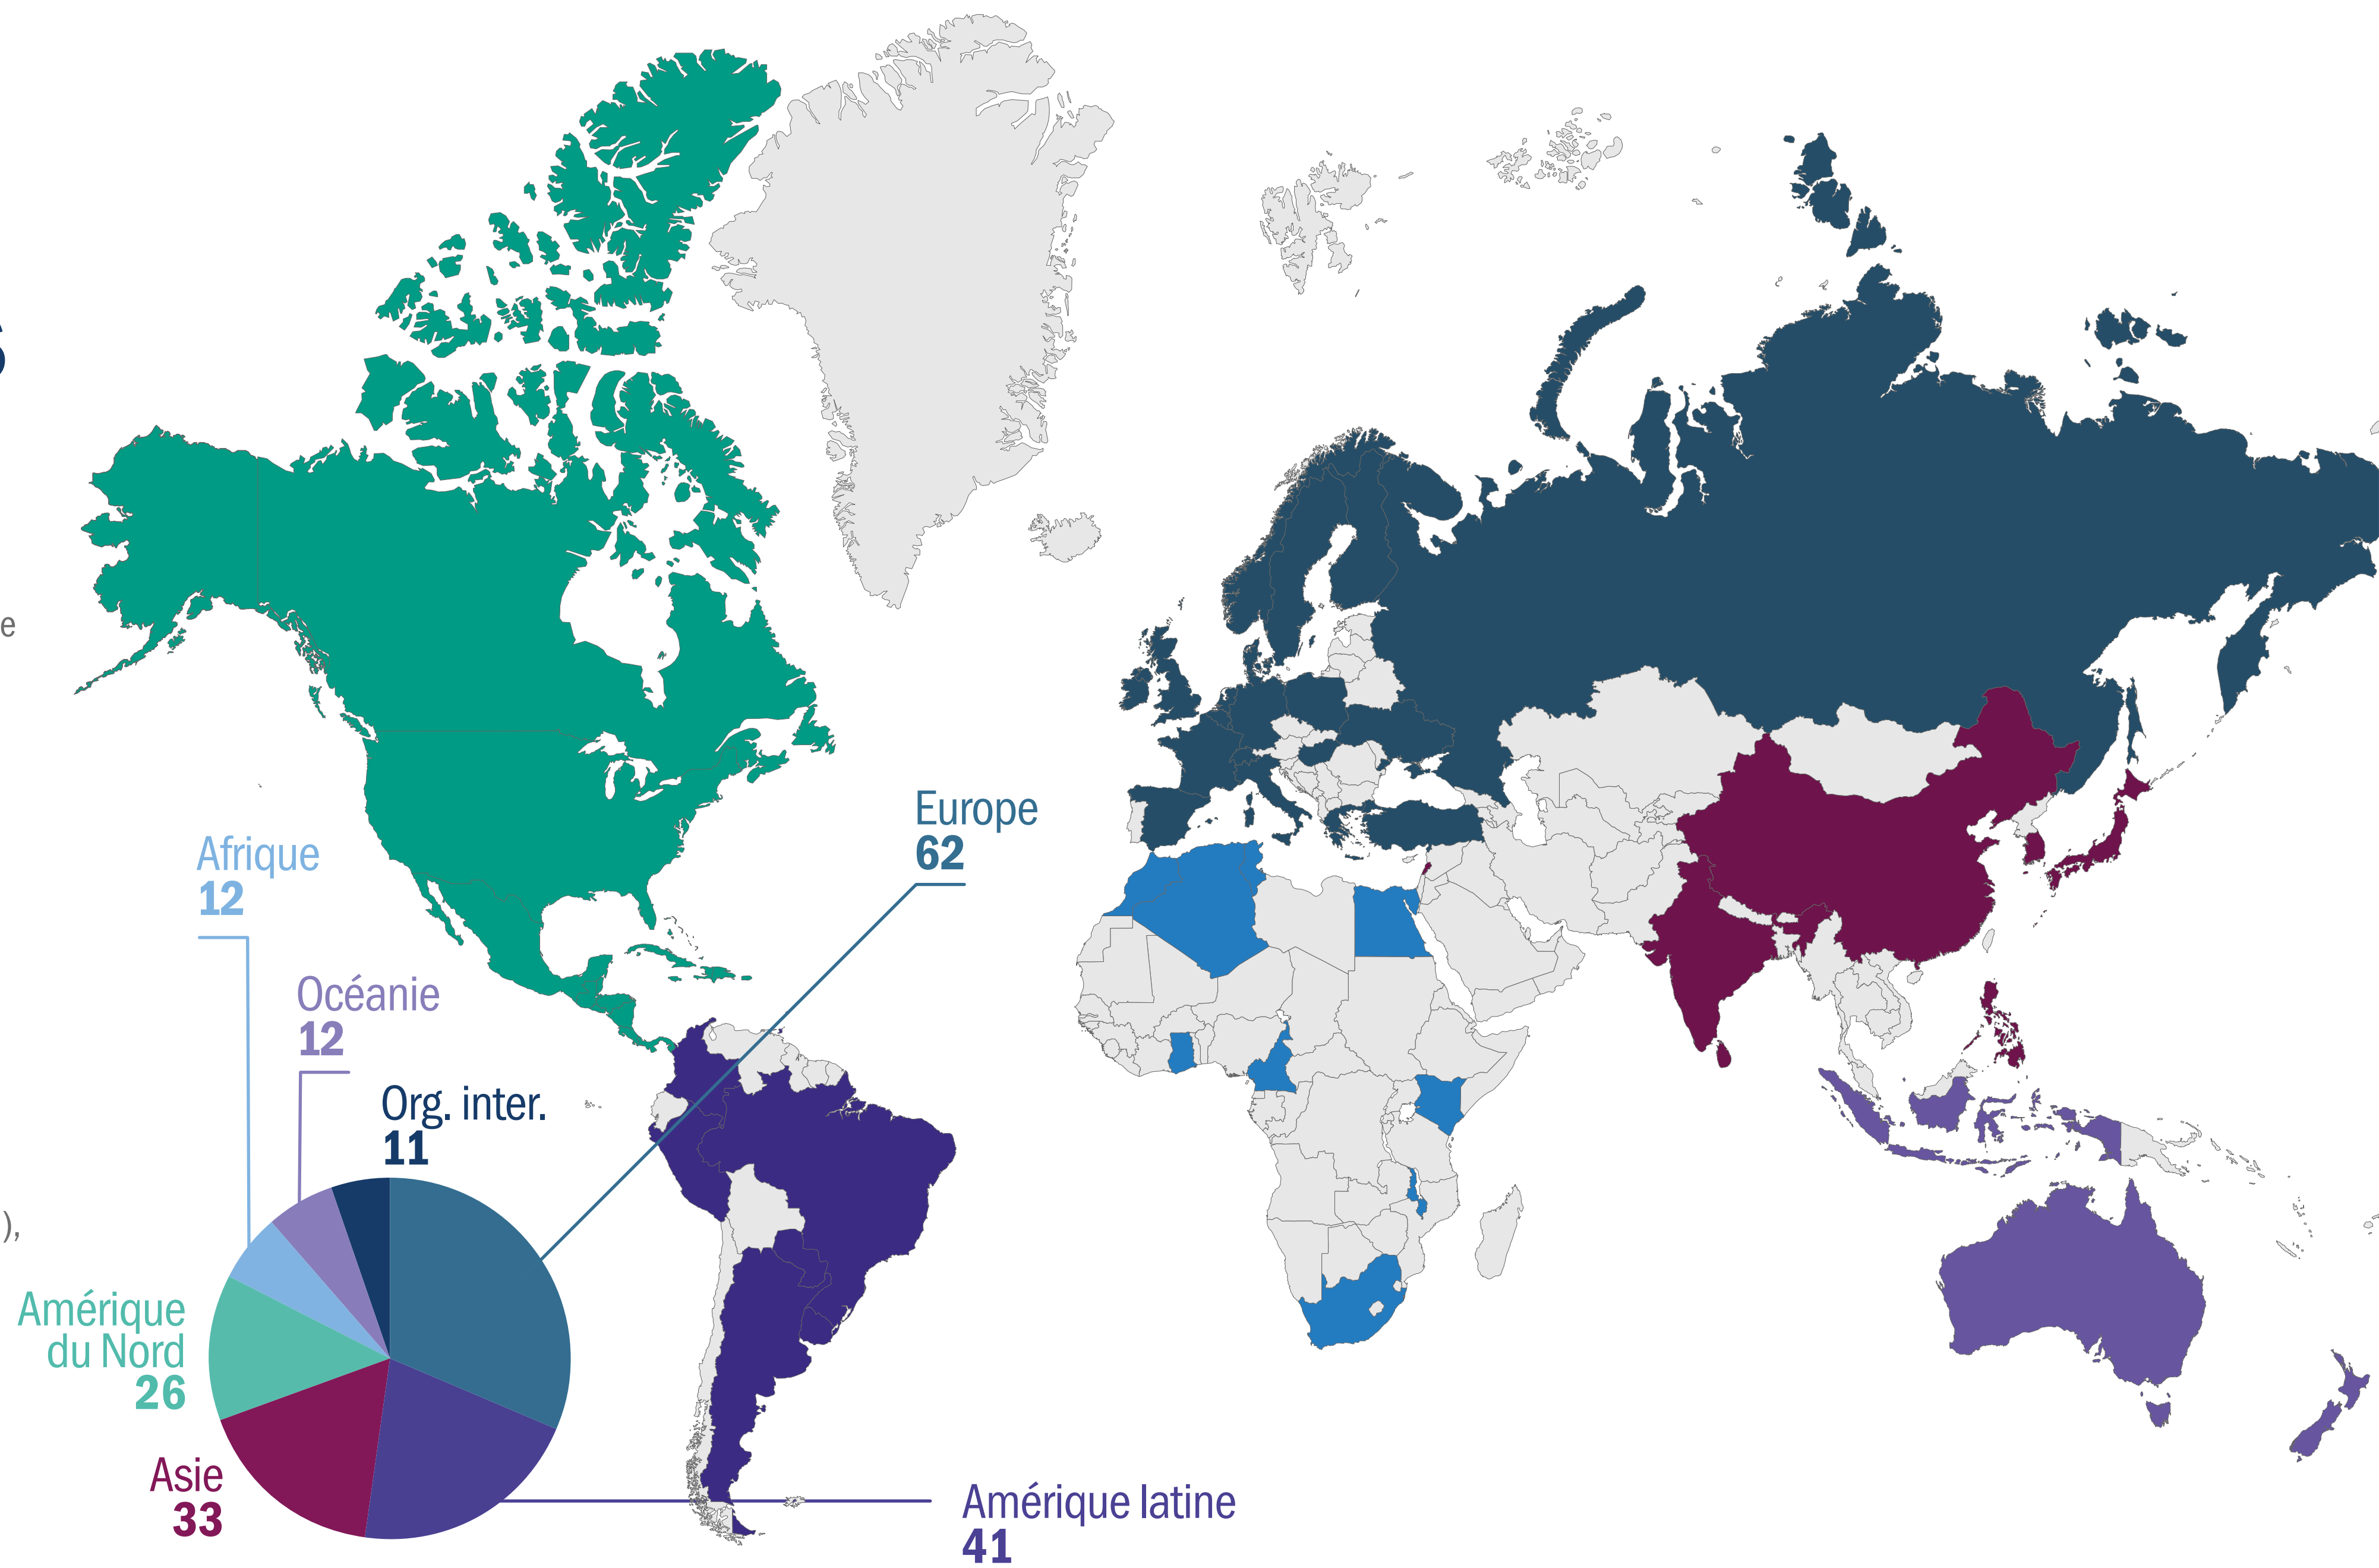 e
),
Europe
62
Afrique
12
Océanie
12
Org. inter.
11
Amérique
du Nord
26
Asie
33
Amérique latine
41